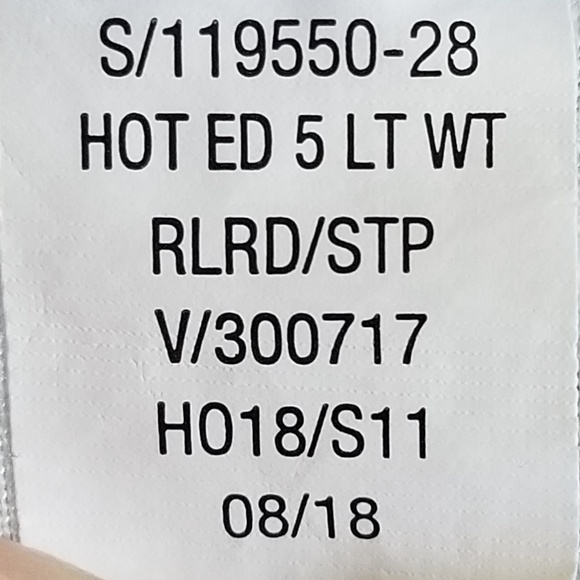 S/119550-28
HOT ED 5 LT WT
RLRD/STP
V/300717
HO18/S11
08/18